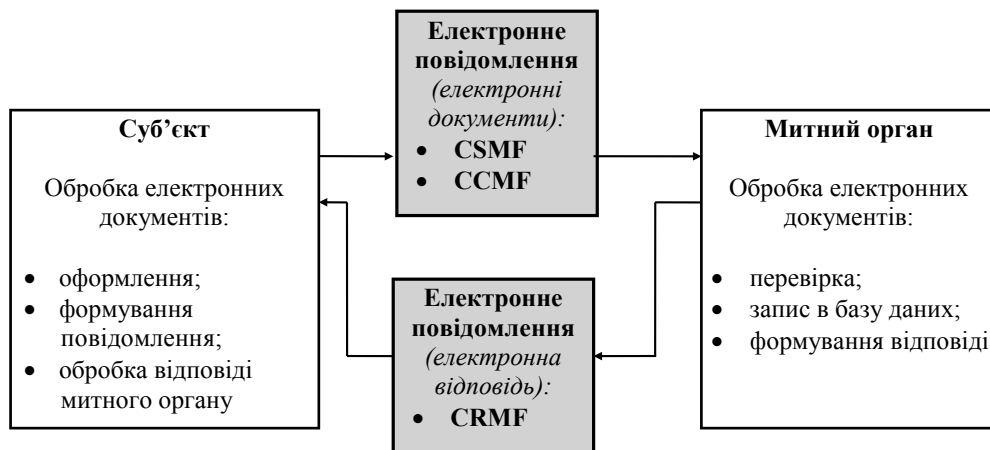 Суб’єкт
Обробка електронних
документів:
• оформлення;
• формування
повідомлення;
• обробка відповіді
митного органу
Електронне
повідомлення
(електронні
документи):
• CSMF
• CCMF
Митний орган
Обробка електронних
документів:
• перевірка;
• запис в базу даних;
• формування відповіді
Електронне
повідомлення
(електронна
відповідь):
• CRMF